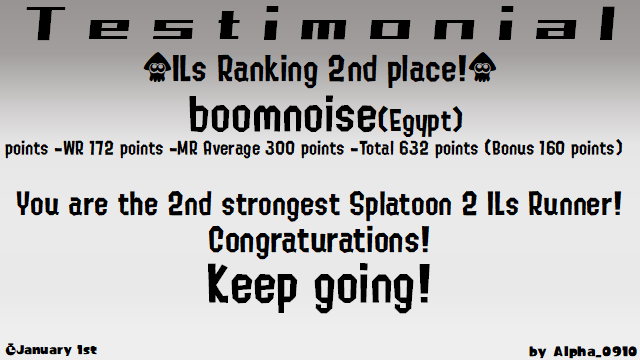 Testimonial
ILs Ranking 2nd place!
boomnoise(Egypt)
points -WR 172 points -MR Average 300 points -Total 632 points (Bonus 160 points)
You are the 2nd strongest Splatoon 2 ILs Runner!
Congraturations!
Keep going!
January 1st
by Alpha_0910